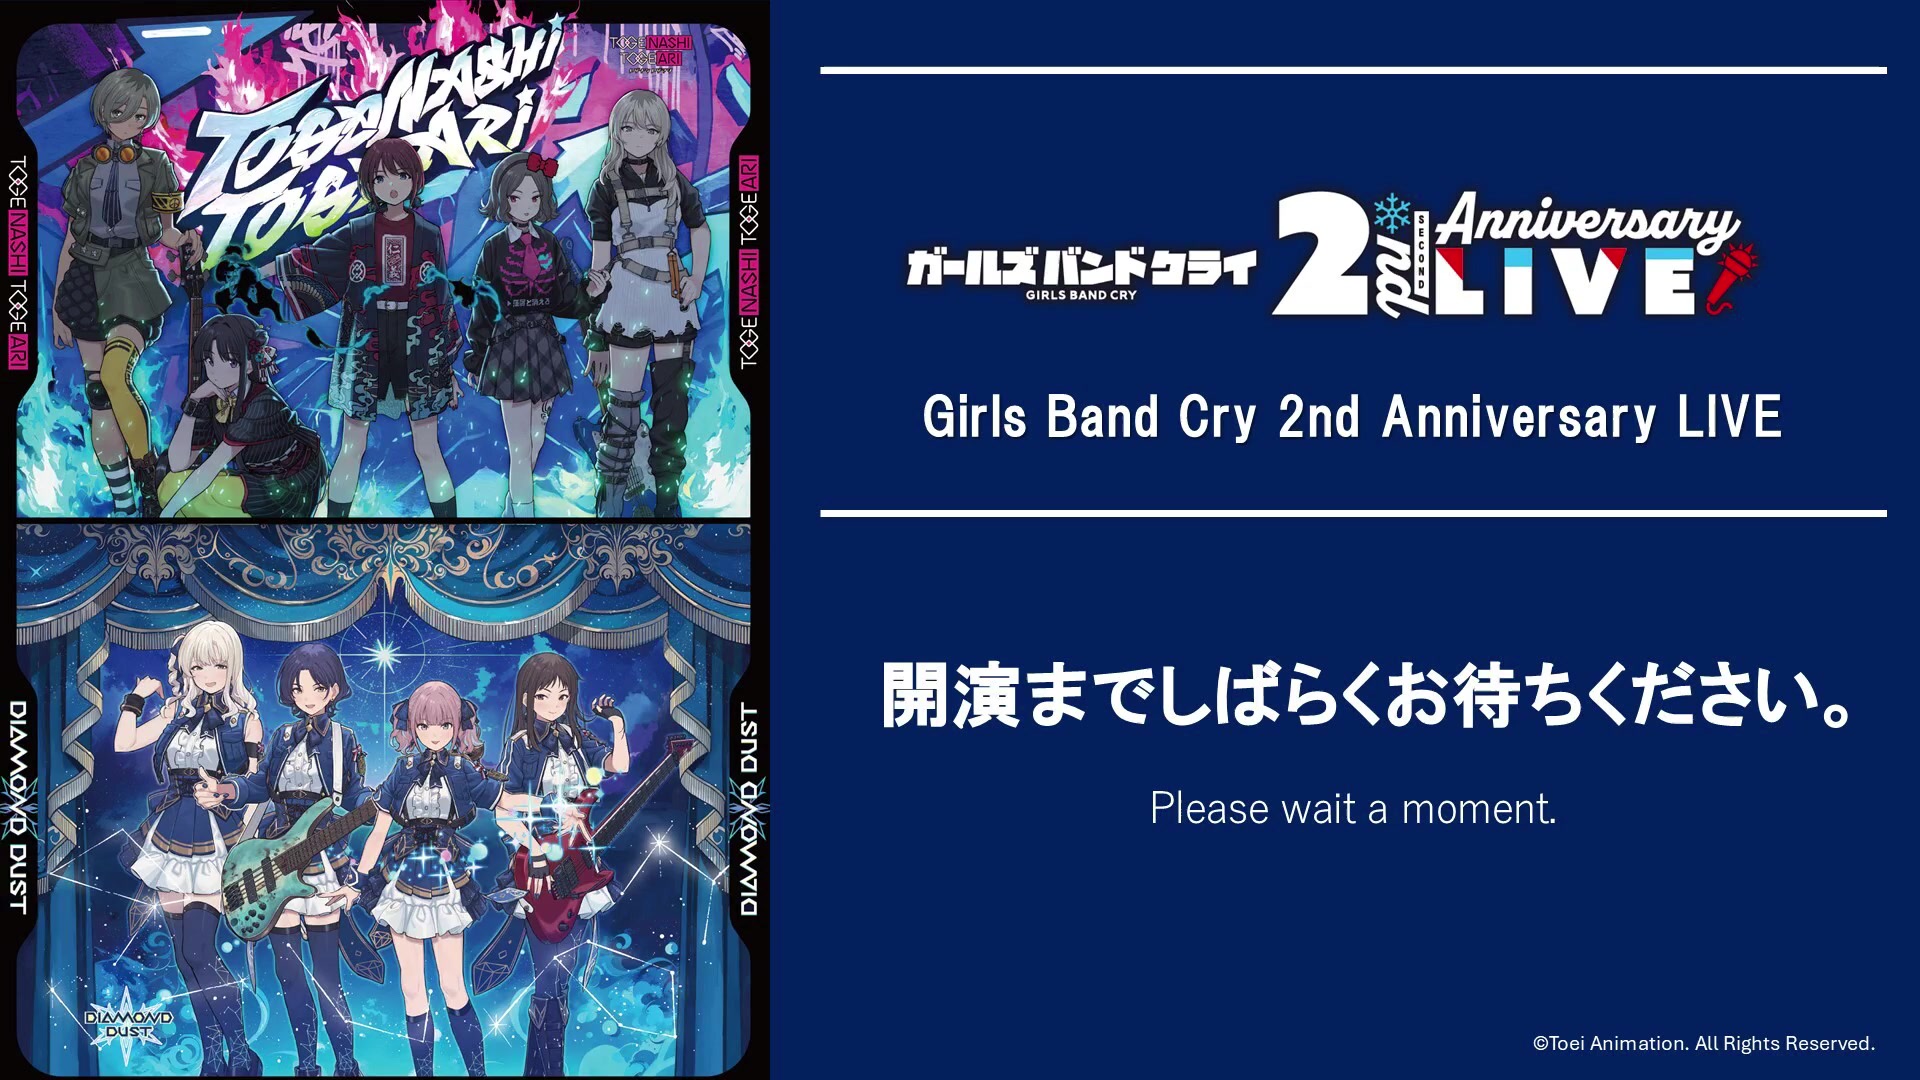 TOGENASHI
TOGEARI
TOGENASHI
TOGEARI
TOGENASHI TOGEARI
TOGENASHI TOGEARI
仁義
DIAMOND DUST
DIAMOND DUST
DIAMOND
DUST
ガールズバンドクライ
GIRLS BAND CRY
2nd
SECOND
Anniversary
LIVE
Girls Band Cry 2nd Anniversary LIVE
開演までしばらくお待ちください。
Please wait a moment.
©Toei Animation. All Rights Reserved.